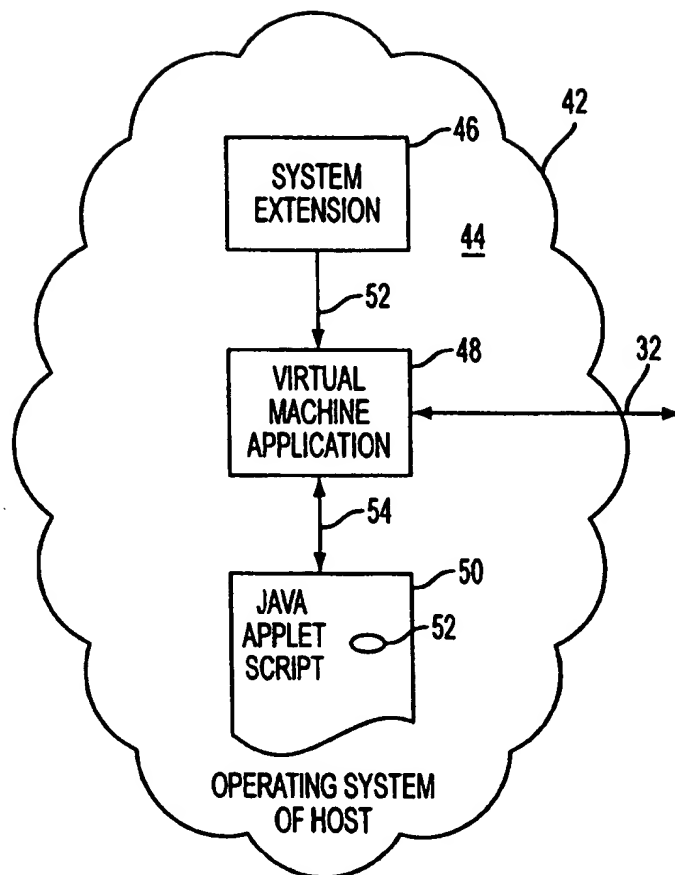 42
46
SYSTEM
EXTENSION
44
52
48
32
VIRTUAL
MACHINE
APPLICATION
54
50
JAVA
APPLET
SCRIPT
52
OPERATING SYSTEM
OF HOST